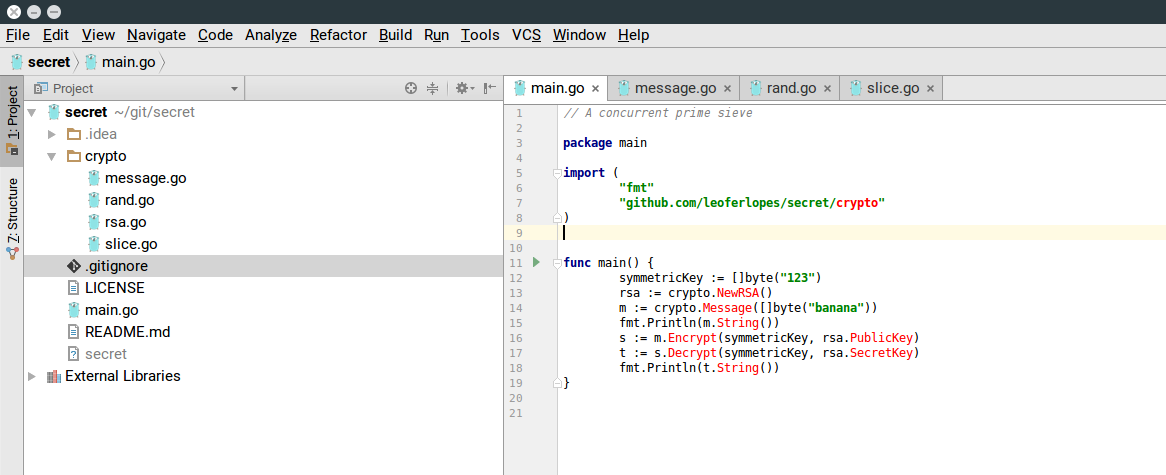 File Edit View Navigate Code Analyze Refactor Build Run Tools VCS Window Help
secret main.go
1: Project
7: Structure
Project
secret ~/git/secret
.idea
crypto
message.go
rand.go
rsa.go
slice.go
.gitignore
LICENSE
main.go
README.md
secret
External Libraries
main.go message.go rand.go slice.go
1 // A concurrent prime sieve
2
3 package main
4
5 import (
6 "fmt"
7 "github.com/leoferlopes/secret/crypto"
8 )
9
10
11 func main() {
12 symmetricKey := []byte("123")
13 rsa := crypto.NewRSA()
14 m := crypto.Message([]byte("banana"))
15 fmt.Println(m.String())
16 s := m.Encrypt(symmetricKey, rsa.PublicKey)
17 t := s.Decrypt(symmetricKey, rsa.SecretKey)
18 fmt.Println(t.String())
19 }
20
21